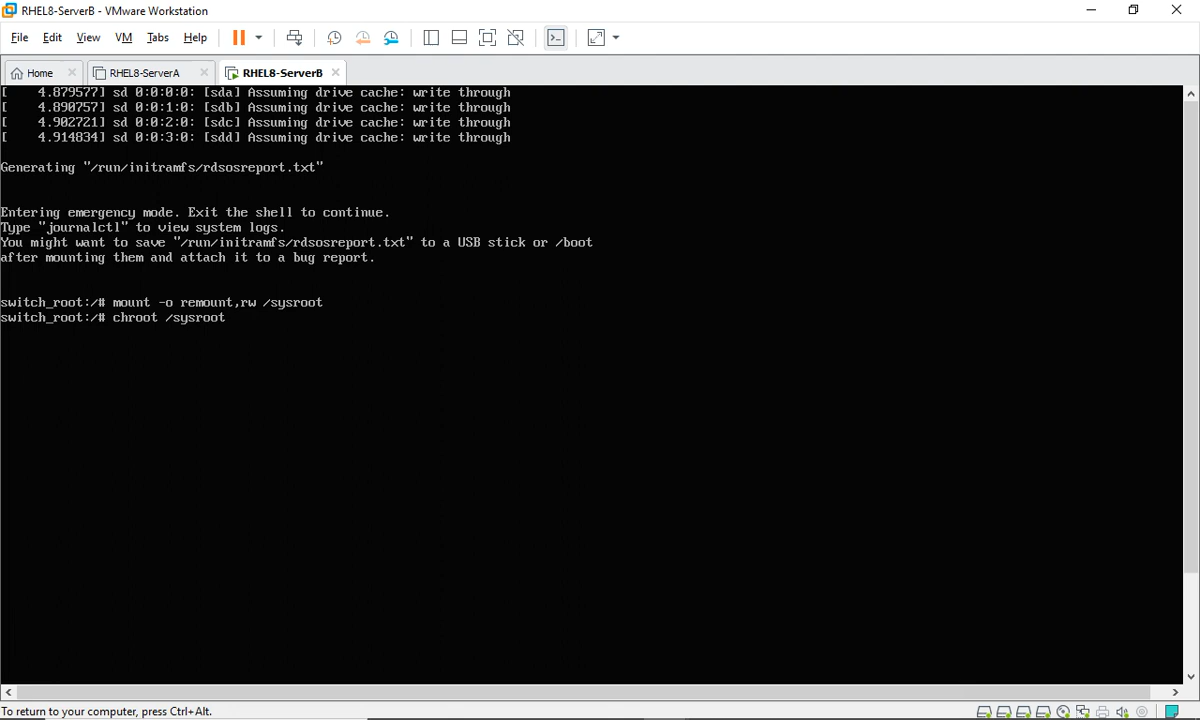 RHEL8-ServerB - VMware Workstation
File Edit View VM Tabs Help
Home RHEL8-ServerA RHEL8-ServerB
[    4.879577] sd 0:0:0:0: [sda] Assuming drive cache: write through
[    4.890757] sd 0:0:1:0: [sdb] Assuming drive cache: write through
[    4.902721] sd 0:0:2:0: [sdc] Assuming drive cache: write through
[    4.914834] sd 0:0:3:0: [sdd] Assuming drive cache: write through
Generating "/run/initramfs/rdsosreport.txt"
Entering emergency mode. Exit the shell to continue.
Type "journalctl" to view system logs.
You might want to save "/run/initramfs/rdsosreport.txt" to a USB stick or /boot
after mounting them and attach it to a bug report.
switch_root:/# mount -o remount,rw /sysroot
switch_root:/# chroot /sysroot
To return to your computer, press Ctrl+Alt.